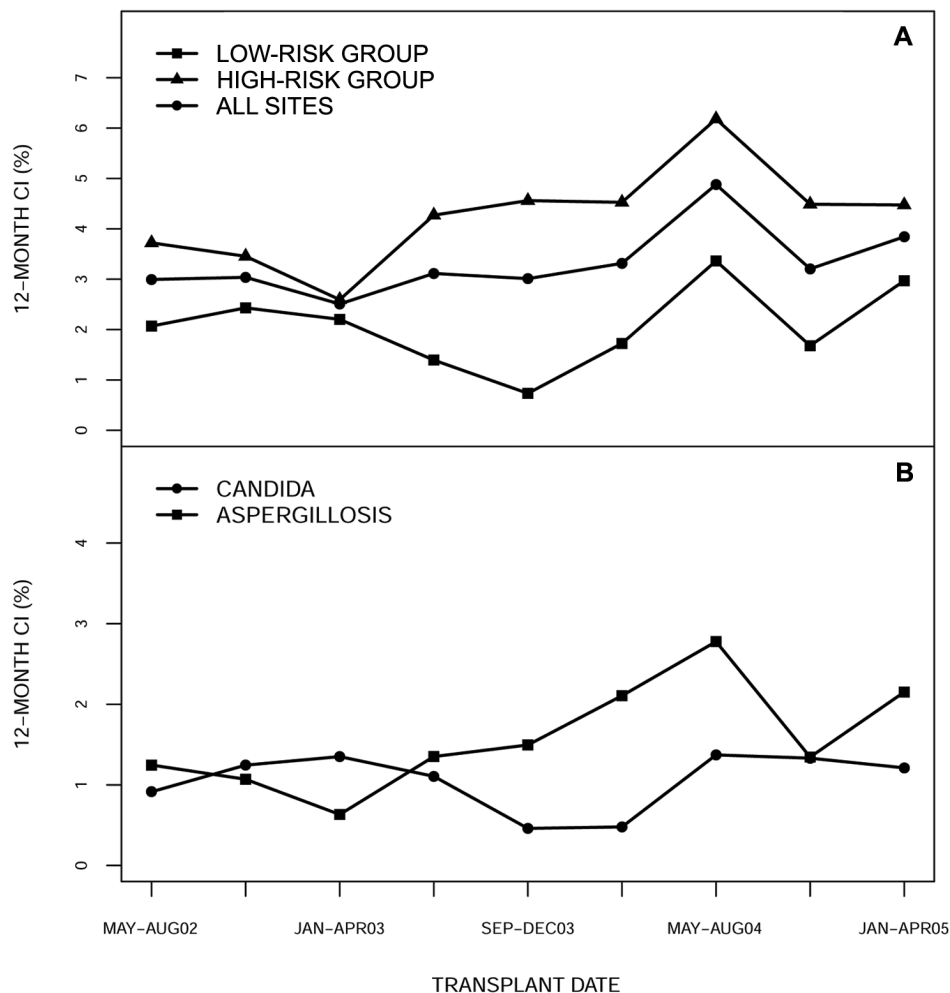 A
LOW-RISK GROUP
HIGH-RISK GROUP
ALL SITES
12-MONTH CI (%)
7
6
5
4
3
2
1
0
B
CANDIDA
ASPERGILLOSIS
12-MONTH CI (%)
4
3
2
1
0
MAY-AUG02 JAN-APR03 SEP-DEC03 MAY-AUG04 JAN-APR05
TRANSPLANT DATE